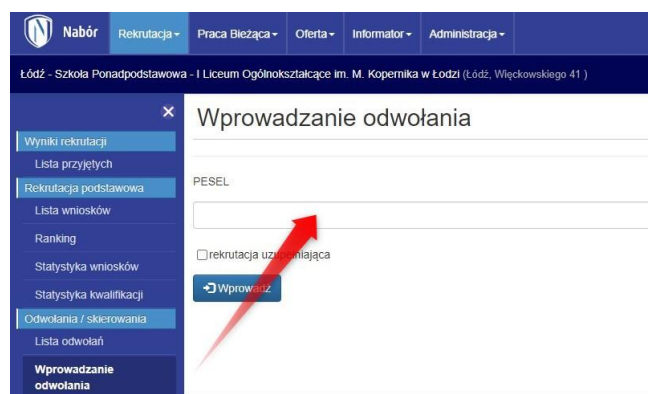 Nabór Rekrutacja Praca Bieżąca Oferta Informator Administracja
Łódź - Szkoła Ponadpodstawowa - I Liceum Ogólnokształcące im. M. Kopernika w Łodzi (Łódź, Więckowskiego 41 )
Wprowadzanie odwołania
Wyniki rekrutacji
Lista przyjętych
Rekrutacja podstawowa
PESEL
Lista wniosków
Ranking
rekrutacja uzupełniająca
Statystyka wniosków
Wprowadź
Statystyka kwalifikacji
Odwołania / skierowania
Lista odwołań
Wprowadzanie
odwołania